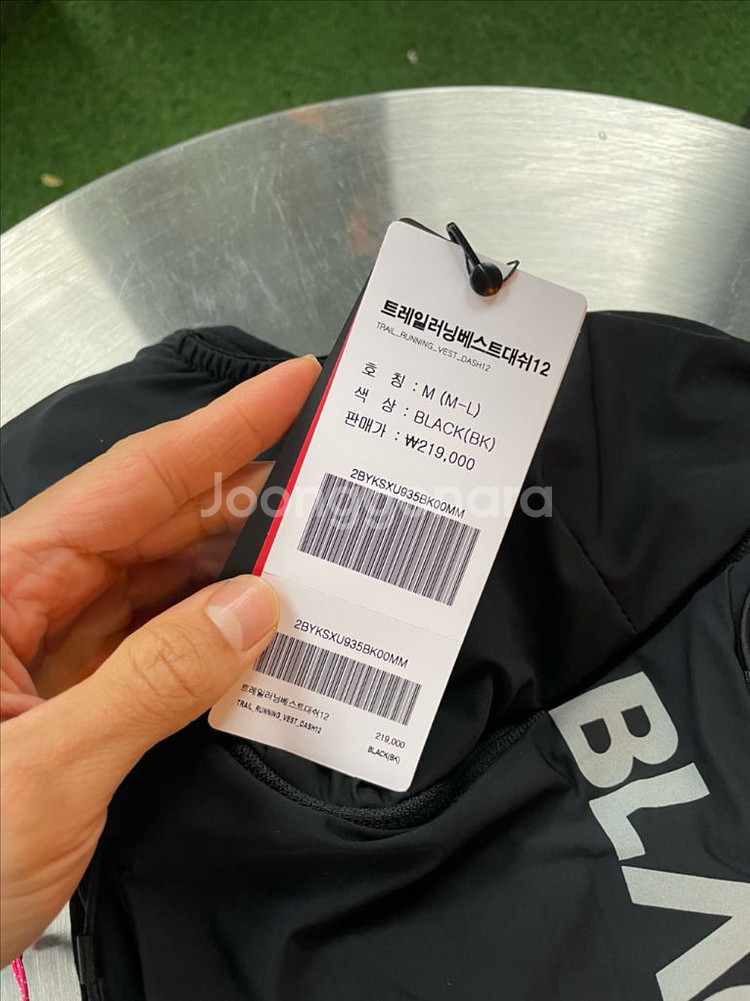 트레일러닝베스트대쉬12
TRAIL_RUNNING_VEST_DASH12
호 칭 : M (M-L)
색 상 : BLACK(BK)
판매가 : ₩219,000
2BYKSXU935BK00MM
Joonggonara
2BYKSXU935BK00MM
트레일러닝베스트대쉬12
TRAIL_RUNNING_VEST_DASH12
219,000
BLACK(BK)
BLAC